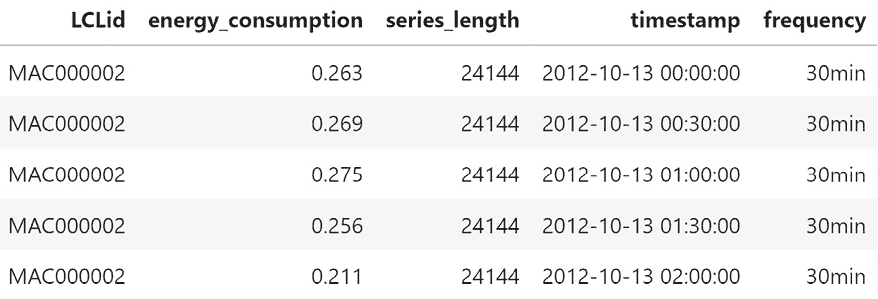 LCLid energy_consumption series_length timestamp frequency
MAC000002 0.263 24144 2012-10-13 00:00:00 30min
MAC000002 0.269 24144 2012-10-13 00:30:00 30min
MAC000002 0.275 24144 2012-10-13 01:00:00 30min
MAC000002 0.256 24144 2012-10-13 01:30:00 30min
MAC000002 0.211 24144 2012-10-13 02:00:00 30min